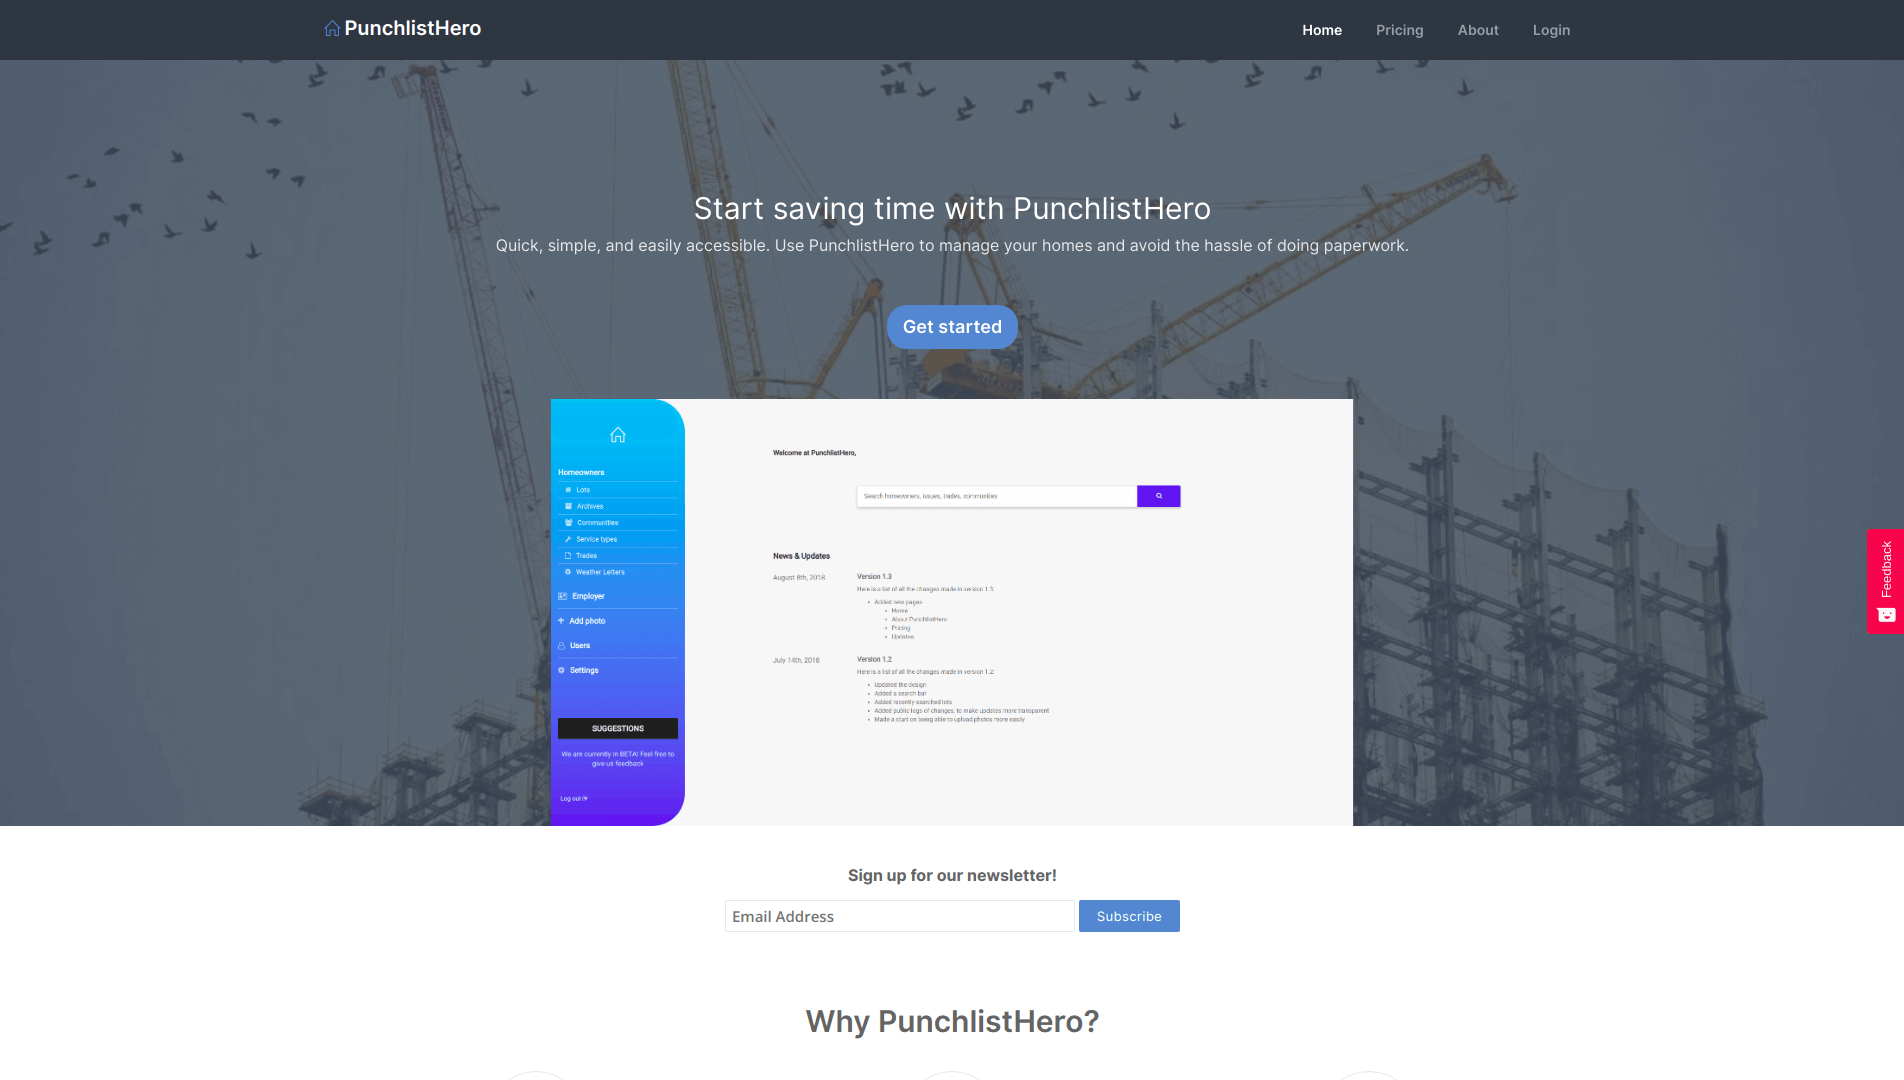 PunchlistHero
Home
Pricing
About
Login
Start saving time with PunchlistHero
Quick, simple, and easily accessible. Use PunchlistHero to manage your homes and avoid the hassle of doing paperwork.
Get started
Homeowners
Lots
Archives
Communities
Service types
Trades
Weather Letters
Employer
Add photo
Users
Settings
SUGGESTIONS
We are currently in BETA! Feel free to
give us feedback
Log out
Welcome at PunchlistHero,
Search homeowners, issues, trades, communities
News & Updates
August 8th, 2018
Version 1.3
Here is a list of all the changes made in version 1.3.
Added new pages
Home
About PunchlistHero
Pricing
Updates
July 14th, 2018
Version 1.2
Here is a list of all the changes made in version 1.2.
Updated the design
Added a search bar
Added recently searched lots
Added public logs of changes, to make updates more transparent
Made a start on being able to upload photos more easily
Feedback
Sign up for our newsletter!
Email Address
Subscribe
Why PunchlistHero?